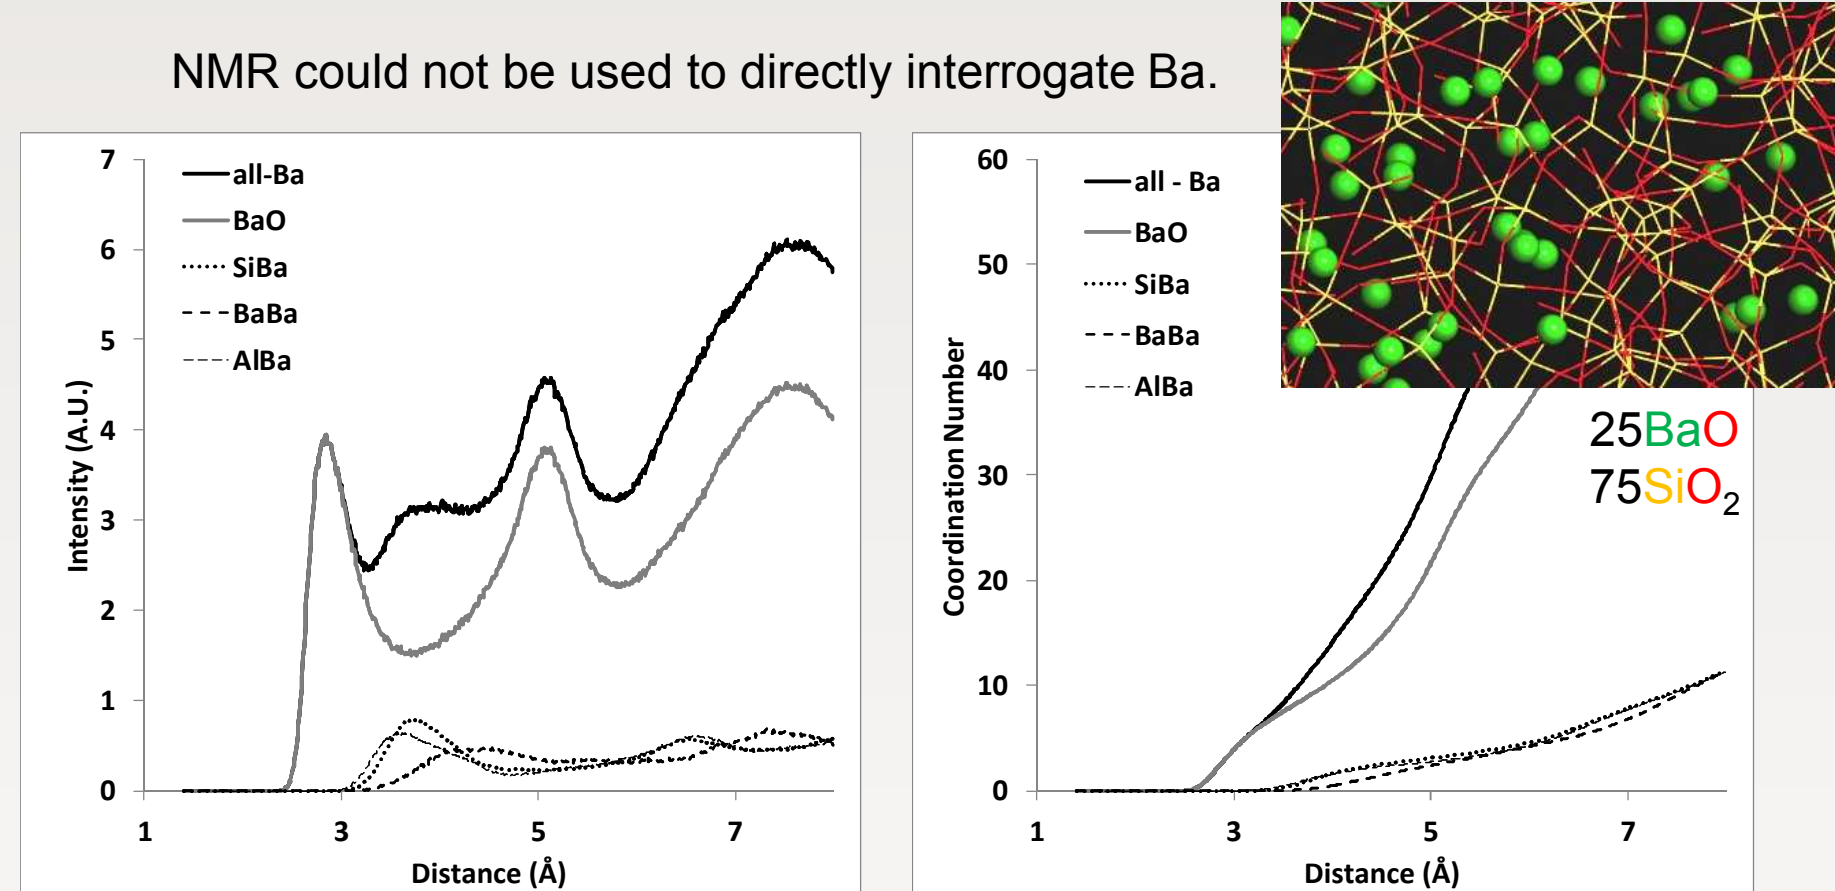 NMR could not be used to directly interrogate Ba.
7
6
5
4
3
2
1
0
Intensity (A.U.)
all-Ba
BaO
SiBa
BaBa
AlBa
1 3 5 7
Distance (Å)
60
50
40
30
20
10
0
Coordination Number
all - Ba
BaO
SiBa
BaBa
AlBa
1 3 5 7
Distance (Å)
25BaO
75SiO₂